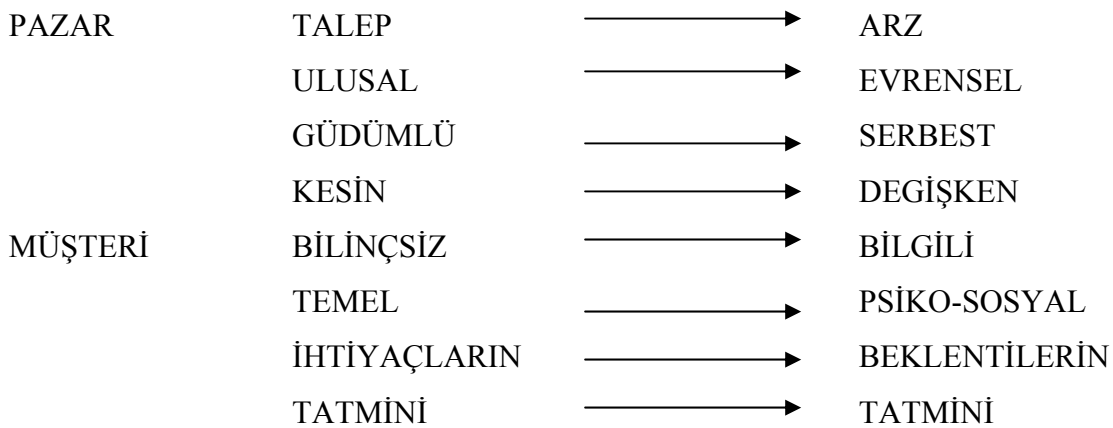 PAZAR TALEP ARZ
ULUSAL EVRENSEL
GÜDÜMLÜ SERBEST
KESİN DEGİŞKEN
MÜŞTERİ BİLİNÇSİZ BİLGİLİ
TEMEL PSİKO-SOSYAL
İHTİYAÇLARIN BEKLENTİLERİN
TATMİNİ TATMİNİ